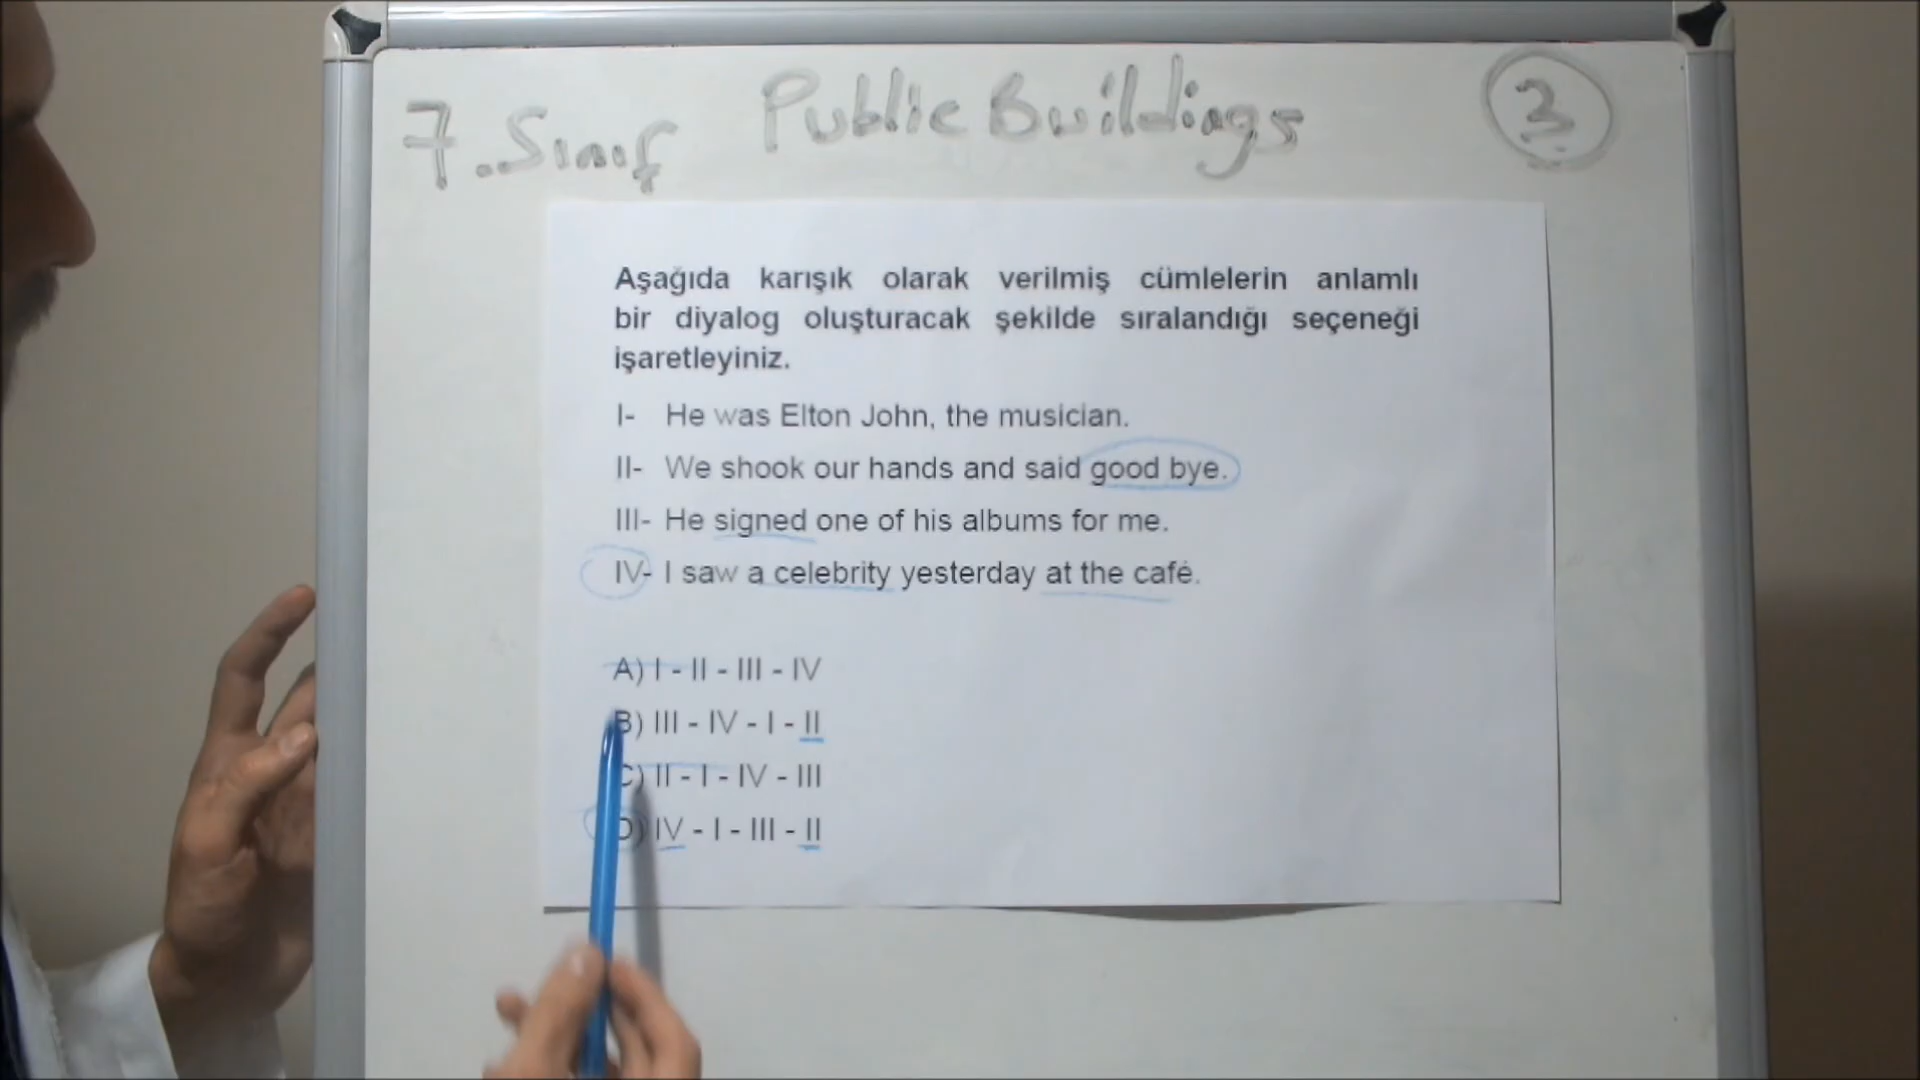 7. Sınıf Public Buildings 3
Aşağıda karışık olarak verilmiş cümlelerin anlamlı
bir diyalog oluşturacak şekilde sıralandığı seçeneği
işaretleyiniz.
I- He was Elton John, the musician.
II- We shook our hands and said good bye.
III- He signed one of his albums for me.
IV- I saw a celebrity yesterday at the café.
A) I - II - III - IV
B) III - IV - I - II
C) II - I - IV - III
D) IV - I - III - II